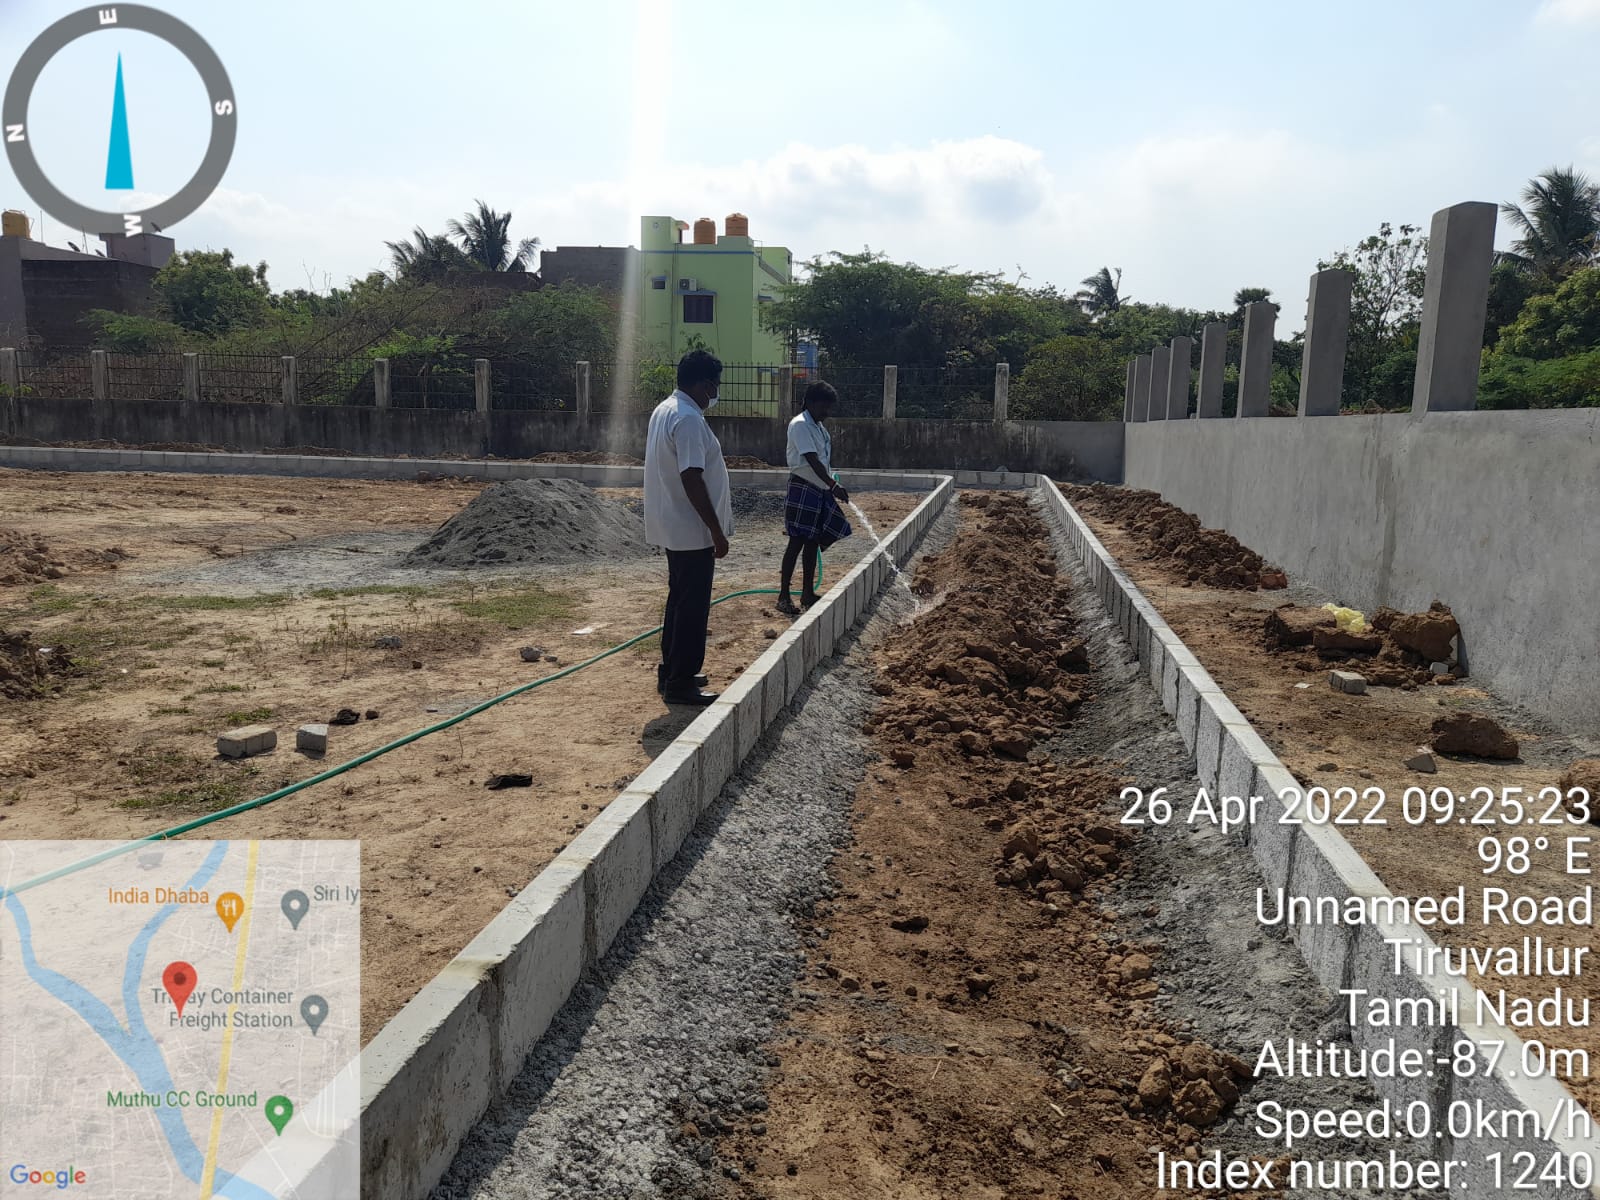 E
N
S
W
26 Apr 2022 09:25:23
98° E
Unnamed Road
Tiruvallur
Tamil Nadu
Altitude:-87.0m
Speed:0.0km/h
Index number: 1240
India Dhaba
Siri Iy
Container
Freight Station
Muthu CC Ground
Google